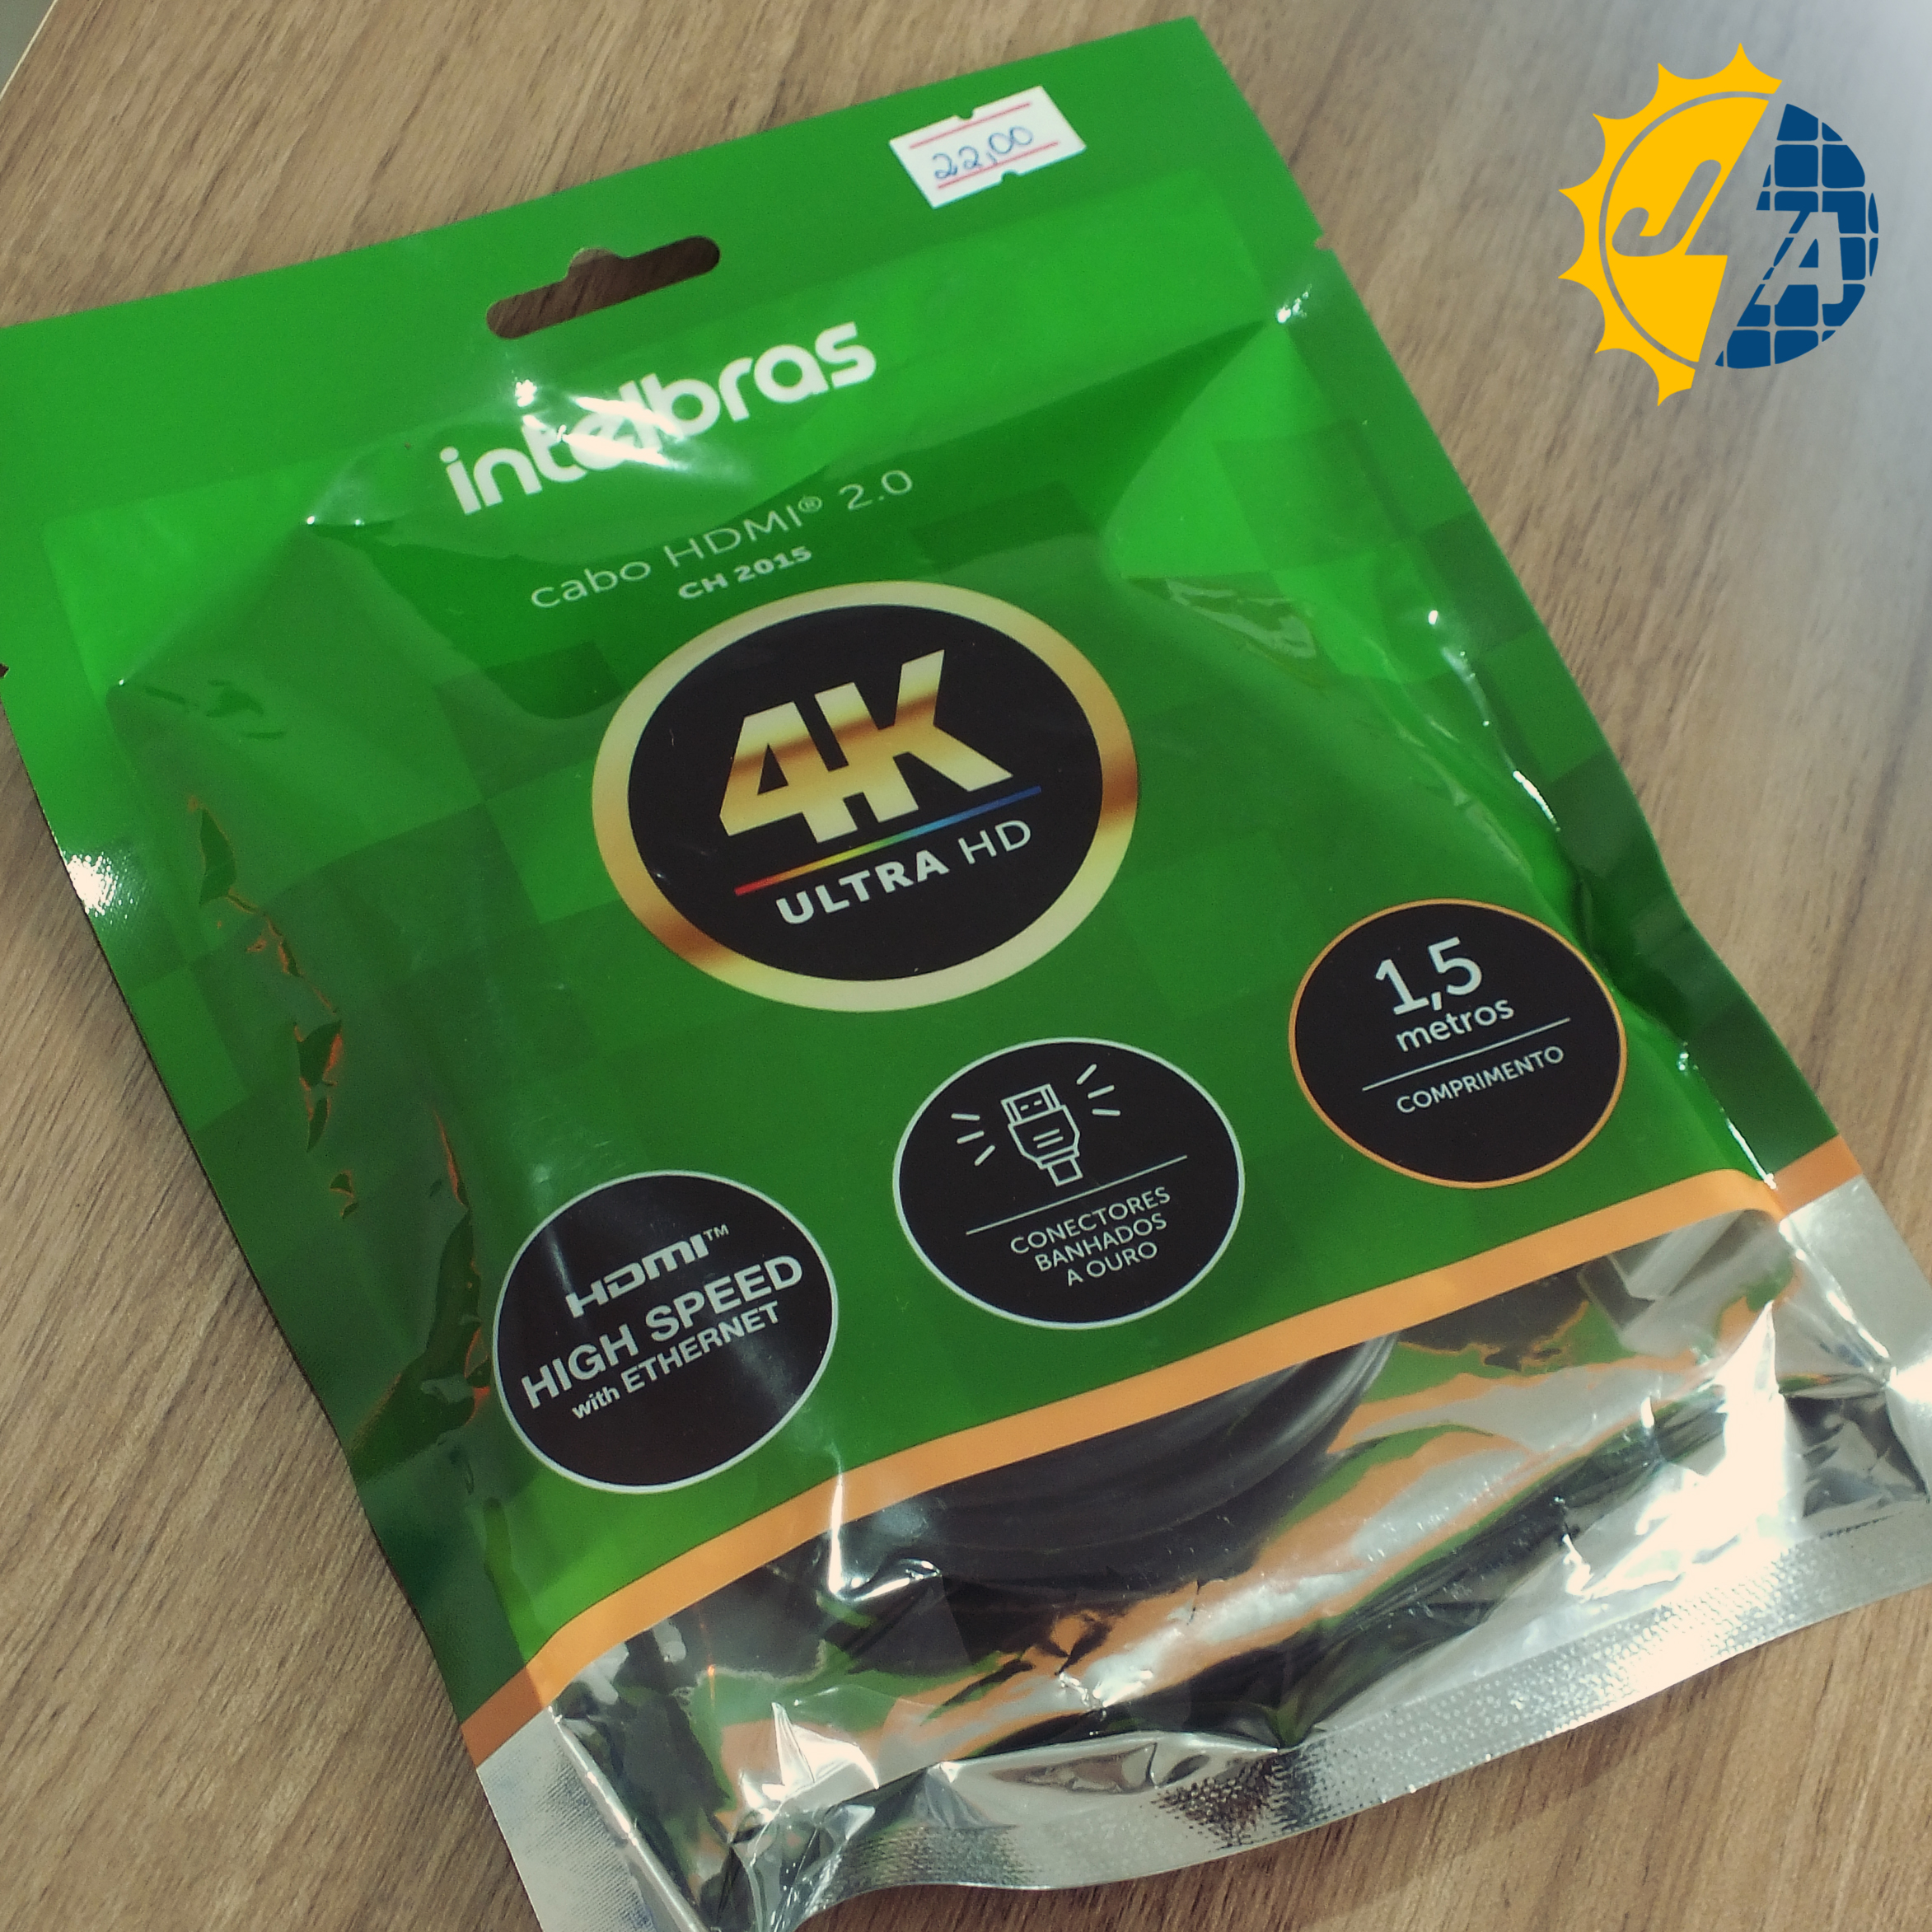 22,00
JA
intelbras
cabo HDMI® 2.0
CH 2015
4K
ULTRA HD
1,5
metros
COMPRIMENTO
CONECTORES
BANHADOS
A OURO
HDMI™
HIGH SPEED
with ETHERNET